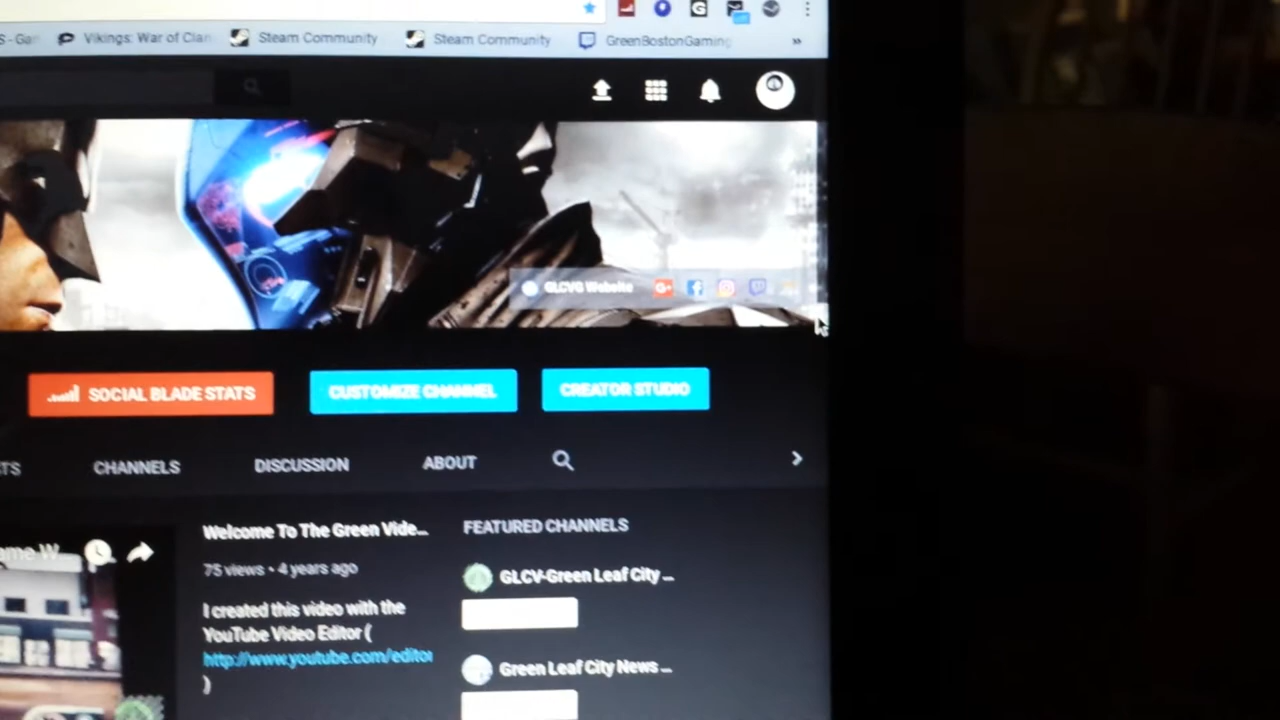 Vikings: War of Clan
Steam Community
Steam Community
GreenBostonGaming
»
GLCVG Website
G+
SOCIAL BLADE STATS
CUSTOMIZE CHANNEL
CREATOR STUDIO
CHANNELS
DISCUSSION
ABOUT
Welcome To The Green Vide...
FEATURED CHANNELS
75 views • 4 years ago
GLCV-Green Leaf City ...
I created this video with the
YouTube Video Editor (
http://www.youtube.com/editor
)
Green Leaf City News ...